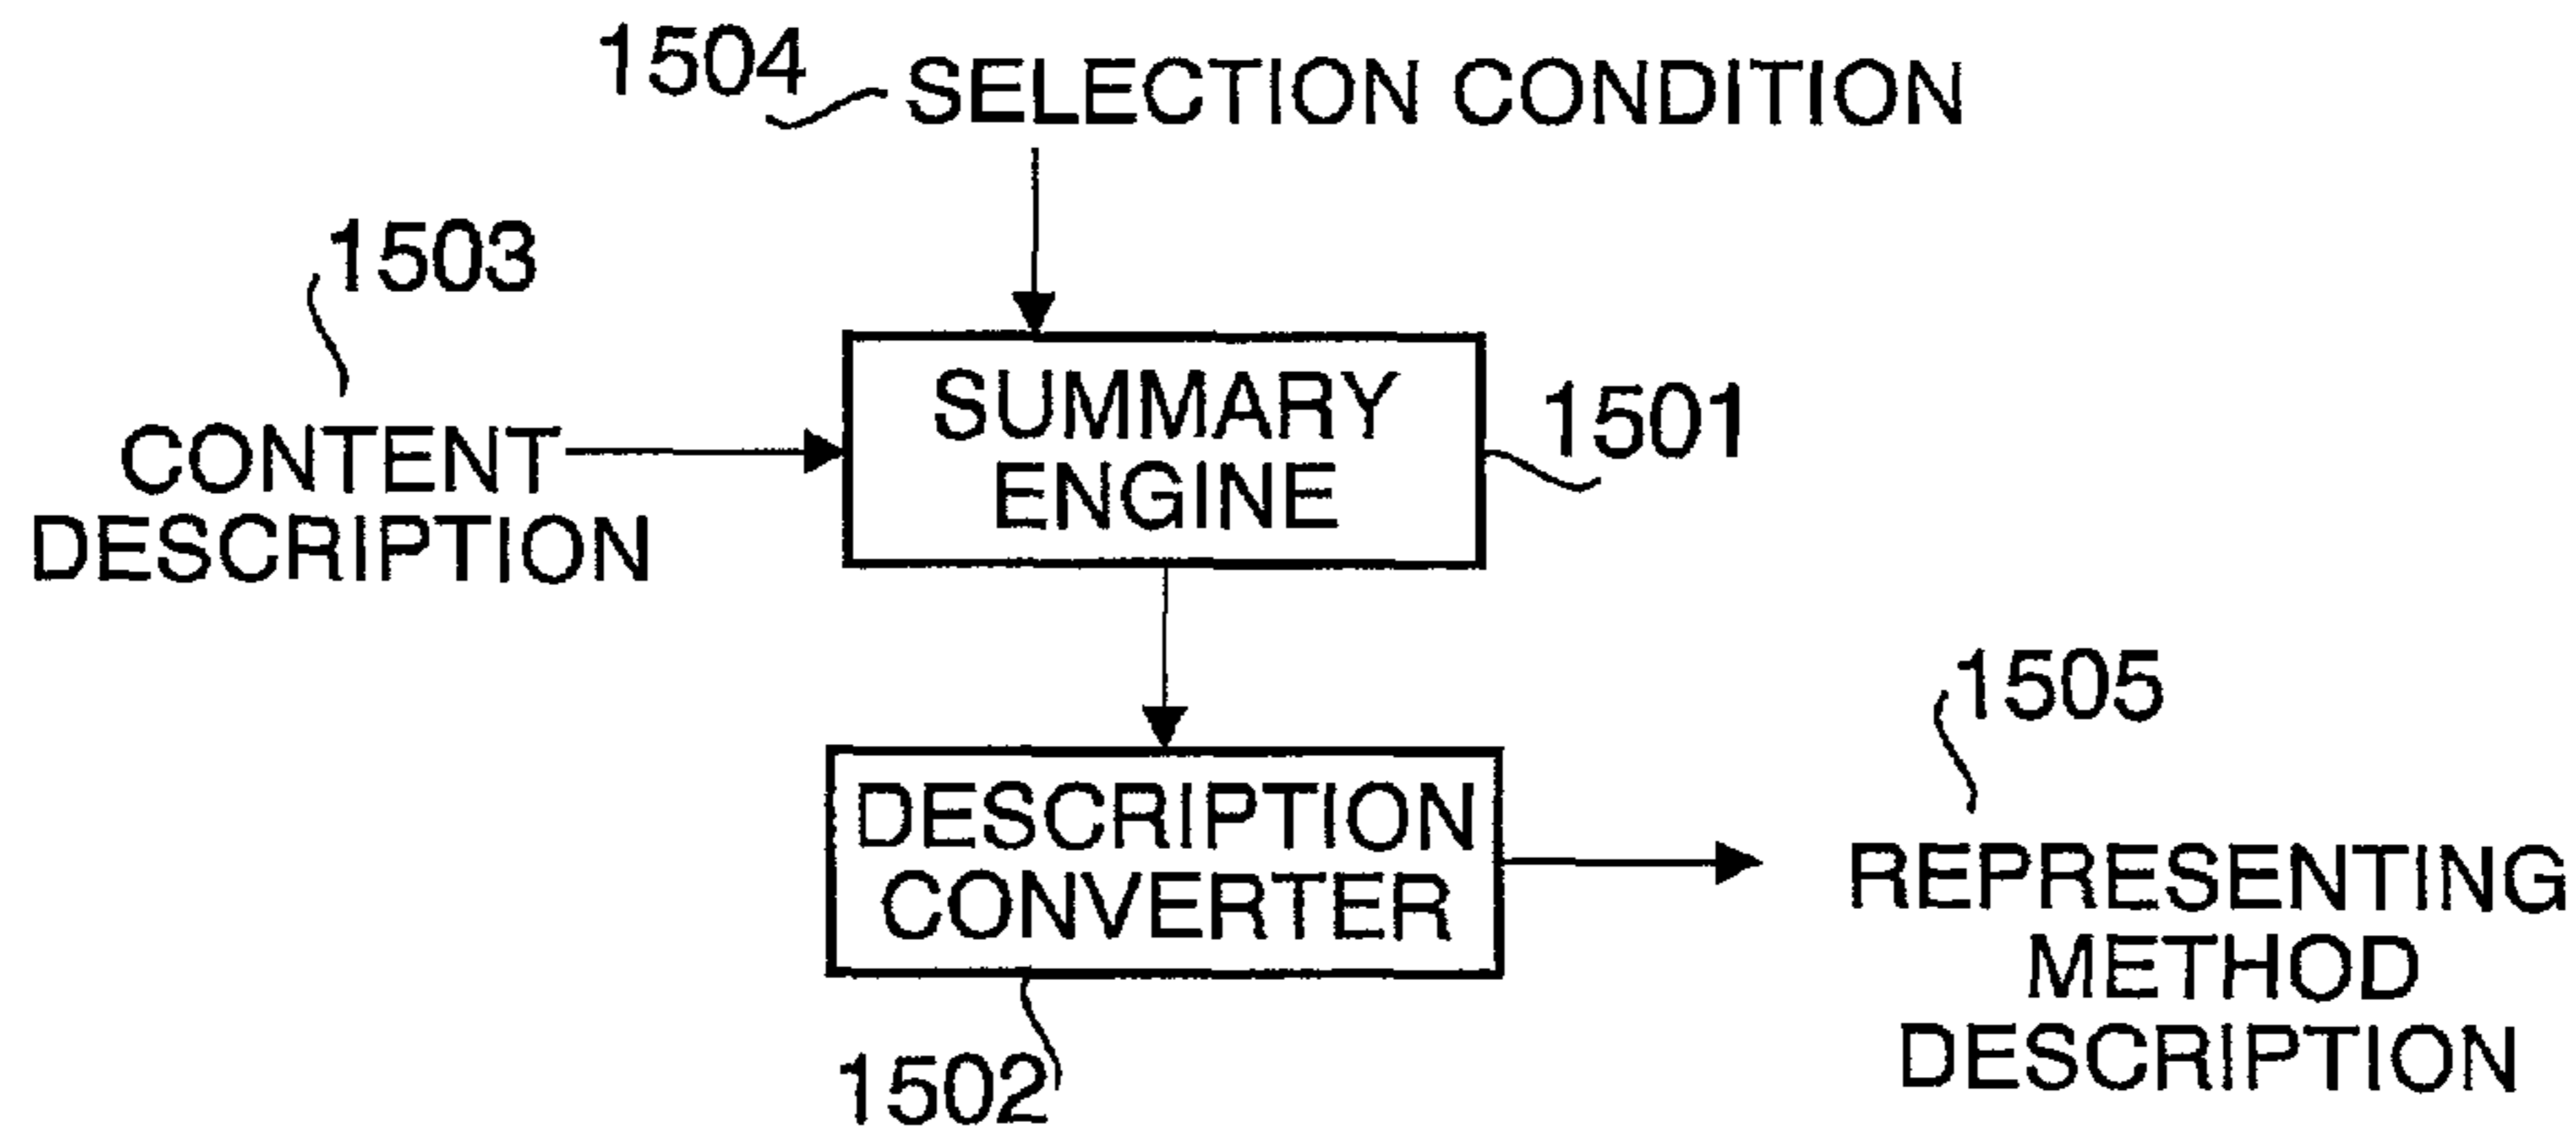 1504
SELECTION CONDITION
1503
CONTENT
DESCRIPTION
SUMMARY
ENGINE
1501
DESCRIPTION
CONVERTER
1502
1505
REPRESENTING
METHOD
DESCRIPTION